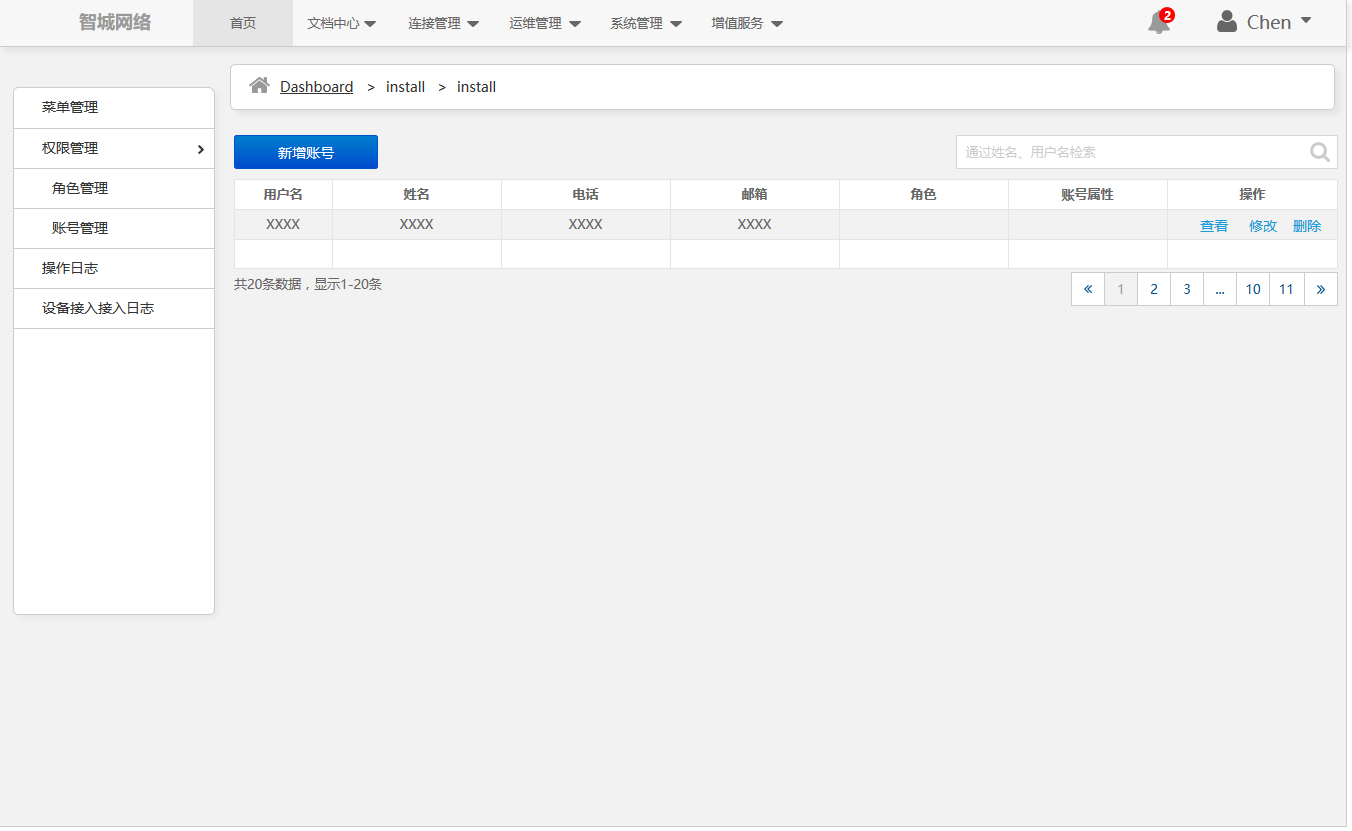 智城网络 首页 文档中心 连接管理 运维管理 系统管理 增值服务 2 Chen
Dashboard > install > install
菜单管理
权限管理
角色管理
账号管理
操作日志
设备接入接入日志
新增账号 通过姓名、用户名检索
用户名 姓名 电话 邮箱 角色 账号属性 操作
XXXX XXXX XXXX XXXX 查看 修改 删除
共20条数据，显示1-20条 « 1 2 3 ... 10 11 »